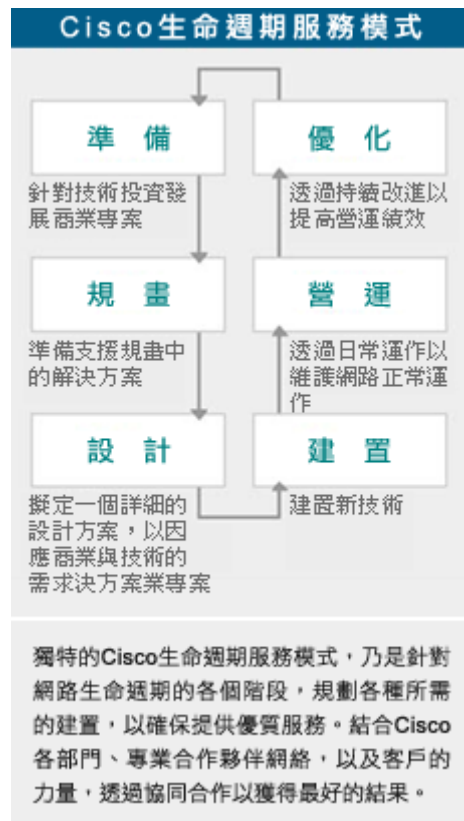 Cisco生命週期服務模式
準備
針對技術投資發
展商業專案
規畫
準備支援規畫中
的解決方案
設計
擬定一個詳細的
設計方案，以因
應商業與技術的
需求決方案業專案
建置
建置新技術
營運
透過日常運作以
維護網路正常運
作
優化
透過持續改進以
提高營運績效
獨特的Cisco生命週期服務模式，乃是針對
網路生命週期的各個階段，規劃各種所需
的建置，以確保提供優質服務。結合Cisco
各部門、專業合作夥伴網絡，以及客戶的
力量，透過協同合作以獲得最好的結果。